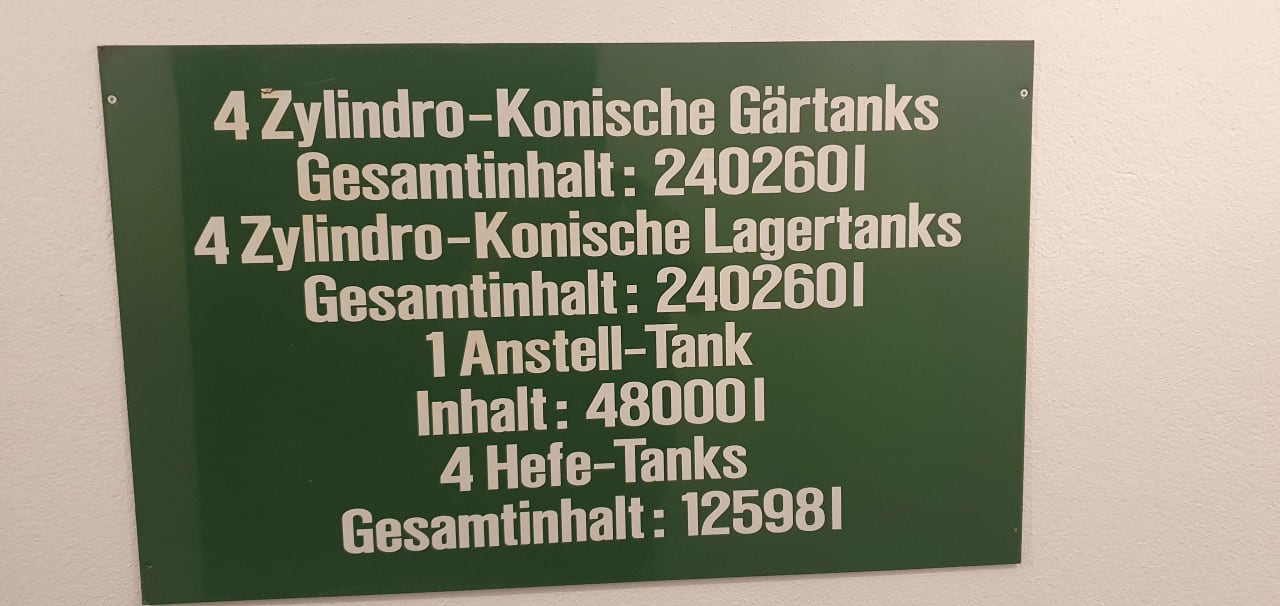 4 Zylindro-Konische Gärtanks
Gesamtinhalt: 240260 l
4 Zylindro-Konische Lagertanks
Gesamtinhalt: 240260 l
1 Anstell-Tank
Inhalt: 48000 l
4 Hefe-Tanks
Gesamtinhalt: 12598 l